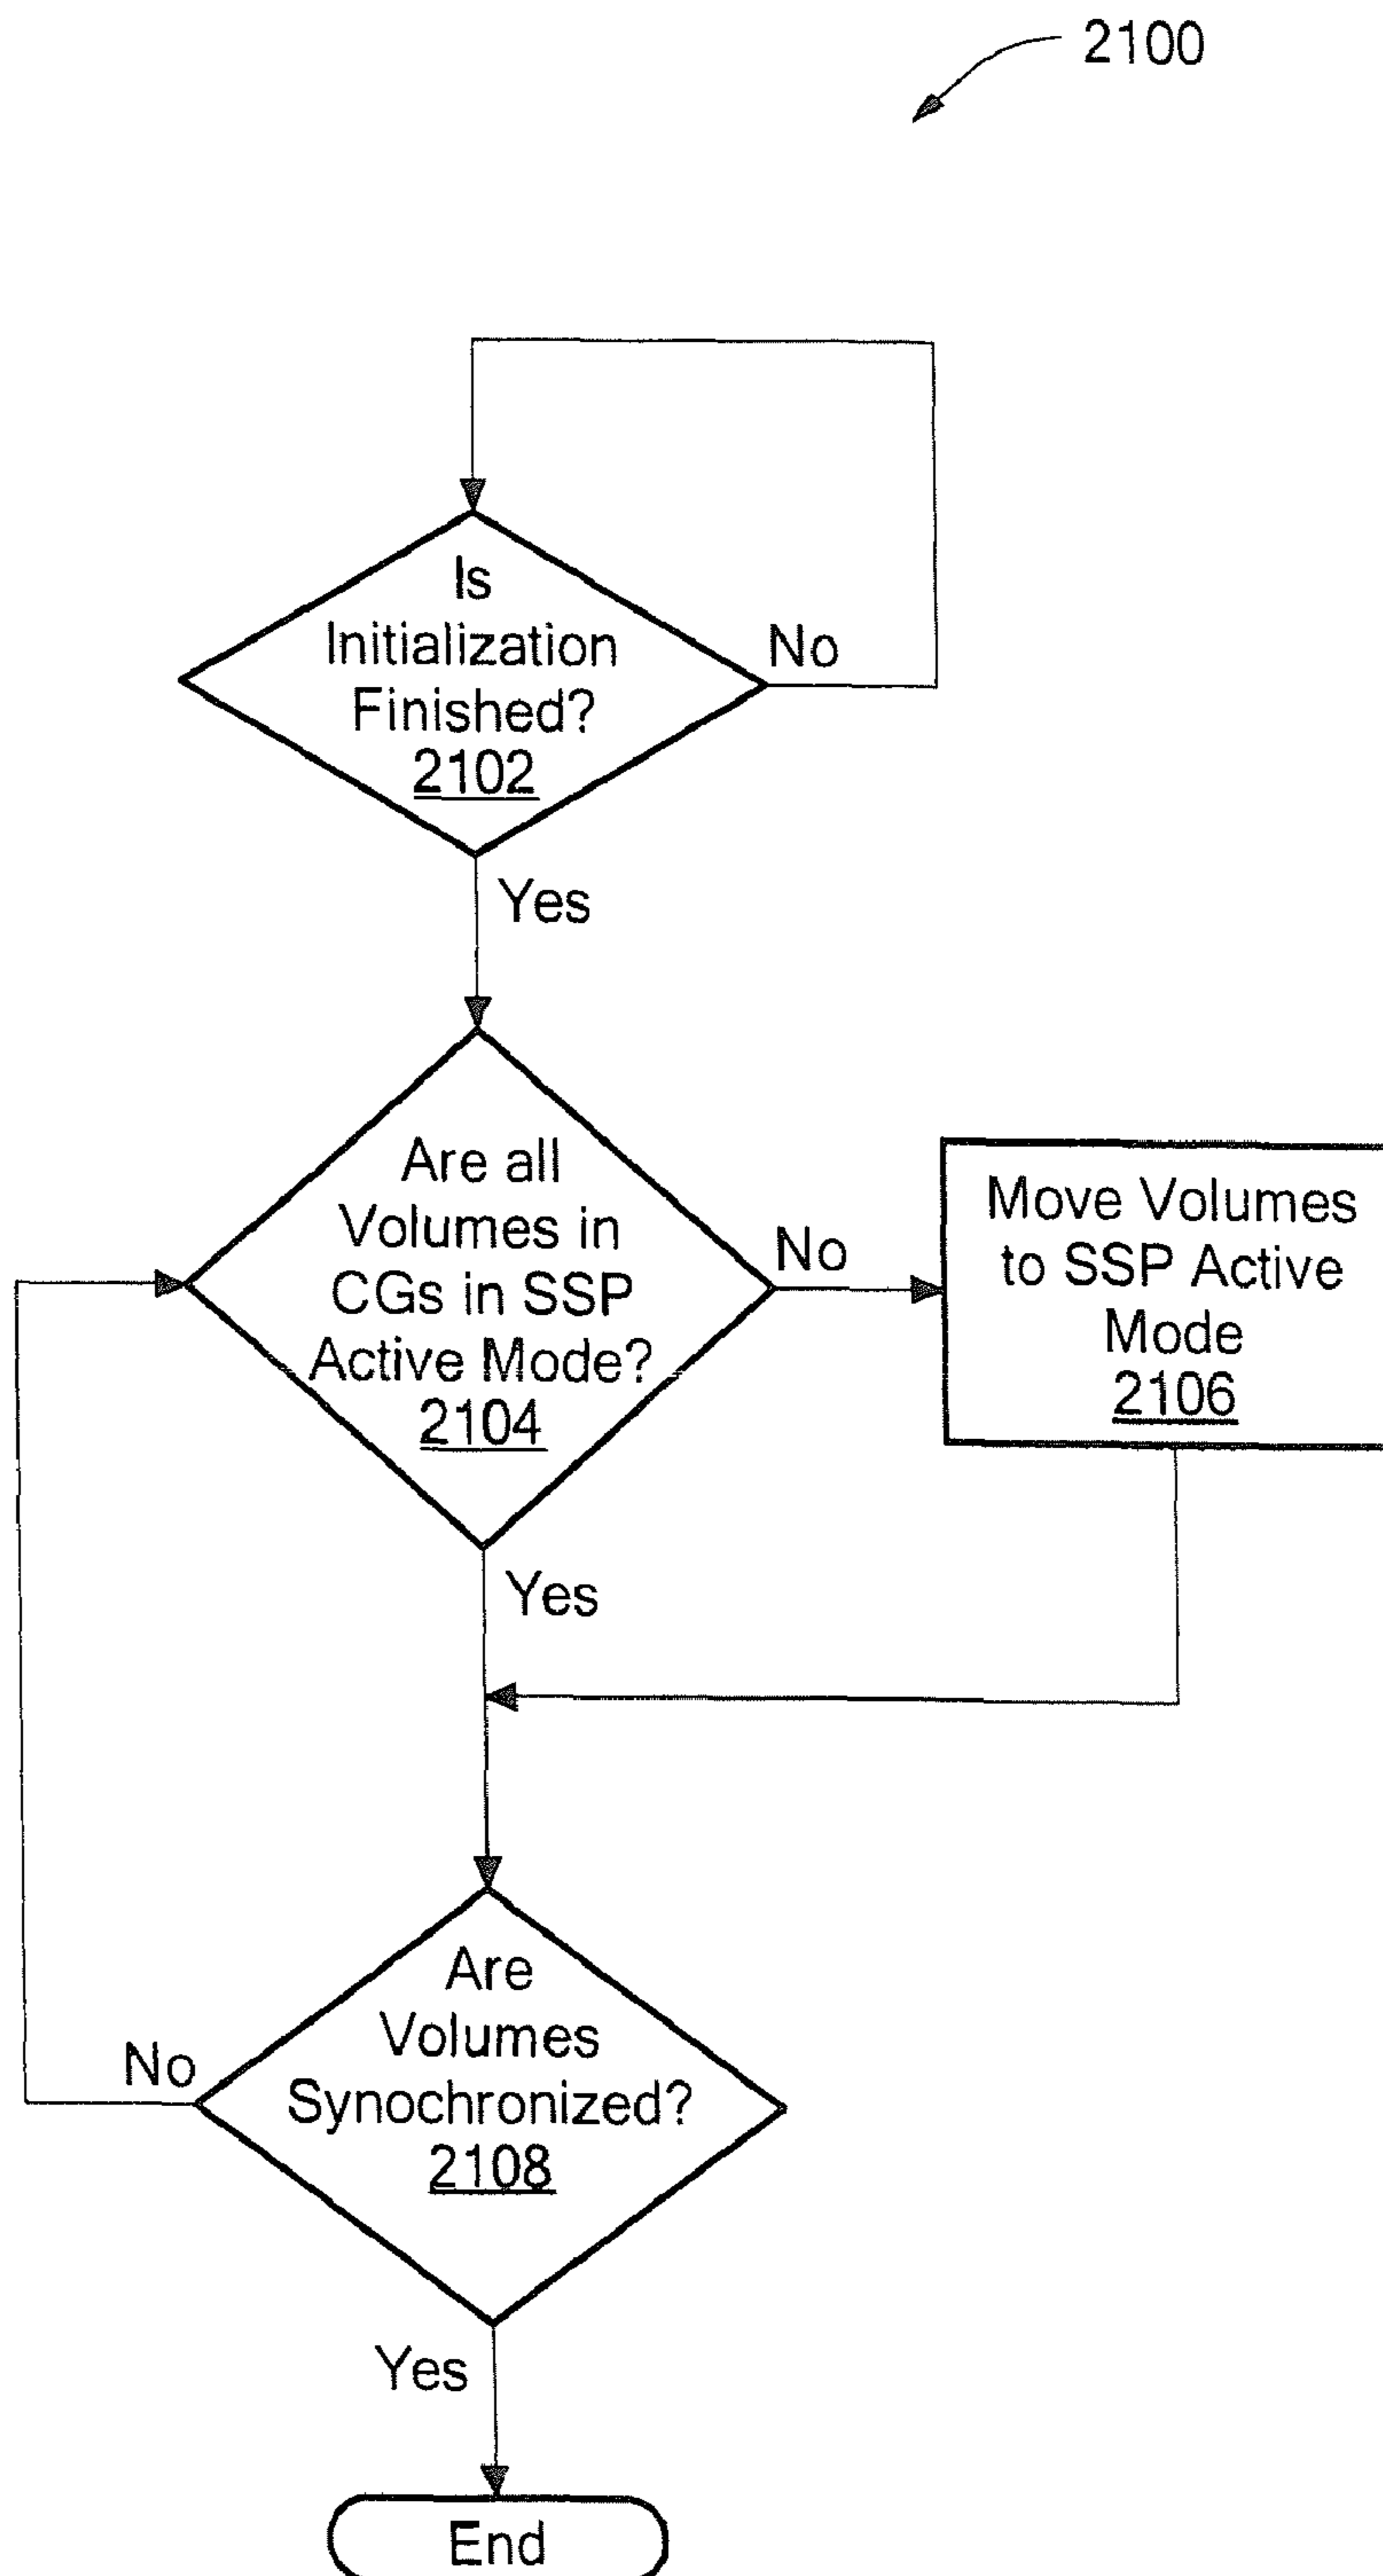 2100
Is
Initialization
Finished?
2102
No
Yes
Are all
Volumes in
CGs in SSP
Active Mode?
2104
No
Move Volumes
to SSP Active
Mode
2106
Yes
Are
Volumes
Synochronized?
2108
No
Yes
End